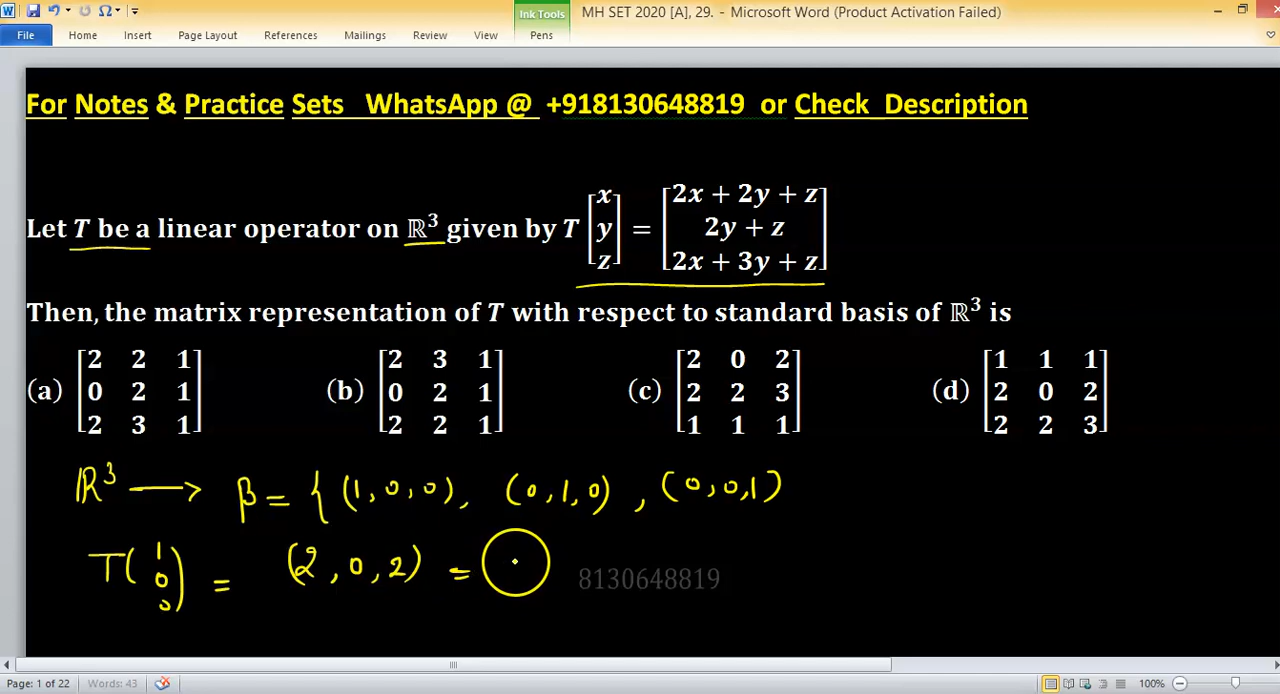 Ink Tools
MH SET 2020 [A], 29. - Microsoft Word (Product Activation Failed)
File Home Insert Page Layout References Mailings Review View Pens
For Notes & Practice Sets WhatsApp @ +918130648819 or Check Description
Let T be a linear operator on ℝ³ given by T [x y z] = [2x + 2y + z
2y + z
2x + 3y + z]
Then, the matrix representation of T with respect to standard basis of ℝ³ is
(a) [2 2 1 (b) [2 3 1 (c) [2 0 2 (d) [1 1 1
0 2 1] 0 2 1] 2 2 3] 2 0 2]
2 3 1] 2 2 1] 1 1 1] 2 2 3]
ℝ³ ⟶ β = { (1,0,0), (0,1,0), (0,0,1)
T(1 0 0) = (2,0,2) =
8130648819
Page: 1 of 22 Words: 43 100%